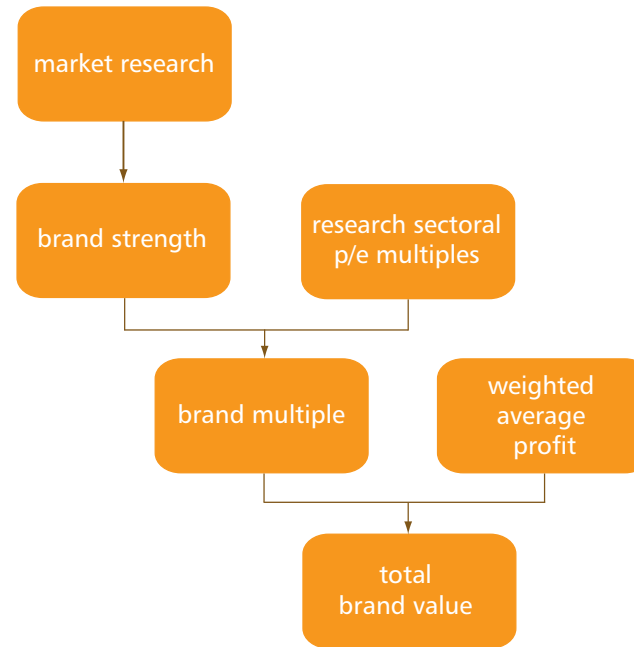 market research
brand strength
research sectoral
p/e multiples
brand multiple
weighted
average
profit
total
brand value